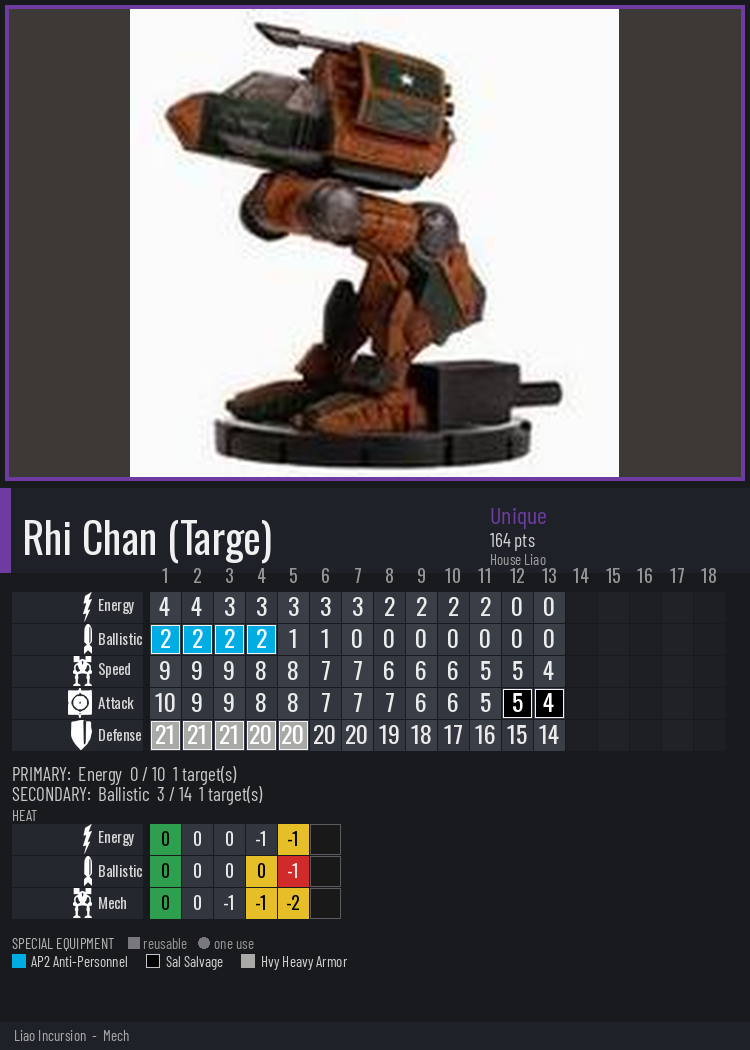 Rhi Chan (Targe)
Unique
164 pts
House Liao
1 2 3 4 5 6 7 8 9 10 11 12 13 14 15 16 17 18
Energy 4 4 3 3 3 3 3 2 2 2 2 0 0
Ballistic 2 2 2 2 1 1 0 0 0 0 0 0 0
Speed 9 9 9 8 8 7 7 6 6 6 5 5 4
Attack 10 9 9 8 8 7 7 7 6 6 5 5 4
Defense 21 21 21 20 20 20 20 19 18 17 16 15 14
PRIMARY: Energy 0 / 10 1 target(s)
SECONDARY: Ballistic 3 / 14 1 target(s)
HEAT
Energy 0 0 0 -1 -1
Ballistic 0 0 0 0 -1
Mech 0 0 -1 -1 -2
SPECIAL EQUIPMENT reusable one use
AP2 Anti-Personnel Sal Salvage Hvy Heavy Armor
Liao Incursion - Mech